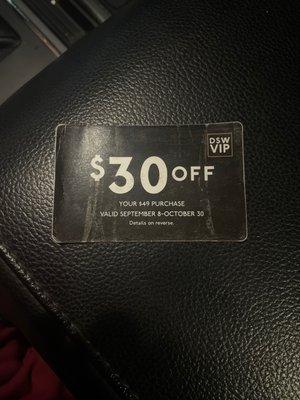 DSW
VIP
$30 OFF
YOUR $49 PURCHASE
VALID SEPTEMBER 8-OCTOBER 30
Details on reverse.